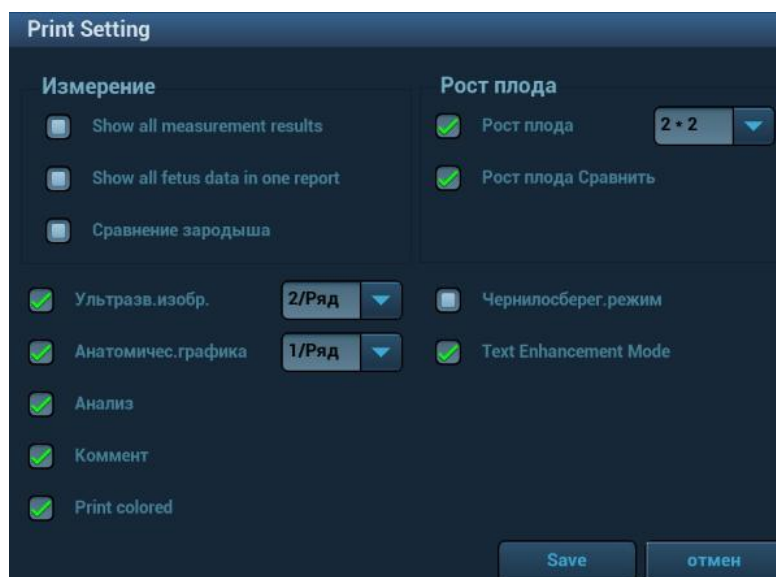 Print Setting
Измерение
Show all measurement results
Show all fetus data in one report
Сравнение зародыша
Рост плода
Рост плода 2 * 2
Рост плода Сравнить
Ультразв.изобр. 2/Ряд
Чернилосберег.режим
Анатомичес.графика 1/Ряд
Text Enhancement Mode
Анализ
Коммент
Print colored
Save отмен